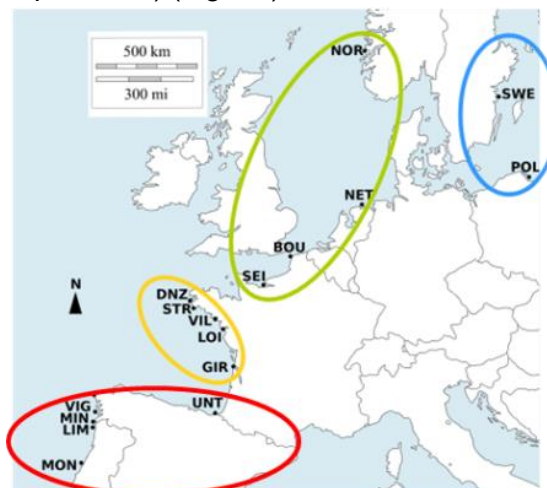 500 km
300 mi
NOR
SWE
POL
NET
BOU
SEI
N
DNZ
STR
VIL
LOI
GIR
VIG
UNT
MIN
LIM
MON